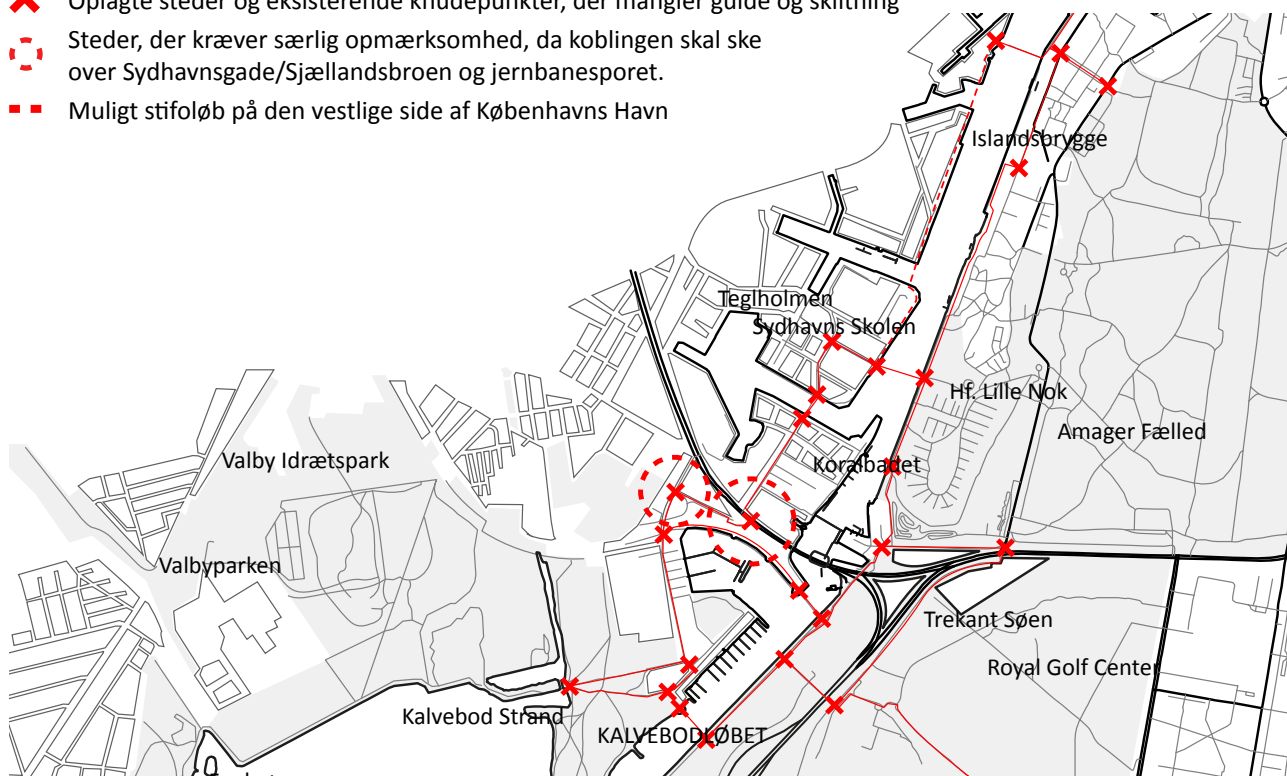 Oplagte steder og eksisterende knudepunkter, der mangler guide og skiltning
Steder, der kræver særlig opmærksomhed, da koblingen skal ske
over Sydhavnsgade/Sjællandsbroen og jernbanesporet.
Muligt stifoløb på den vestlige side af Københavns Havn
Islandsbrygge
Teglholmen
Sydhavns Skolen
Hf. Lille Nok
Amager Fælled
Valby Idrætspark
Koralbadet
Valbyparken
Trekant Søen
Royal Golf Center
Kalvebod Strand
KALVEBODLØBET